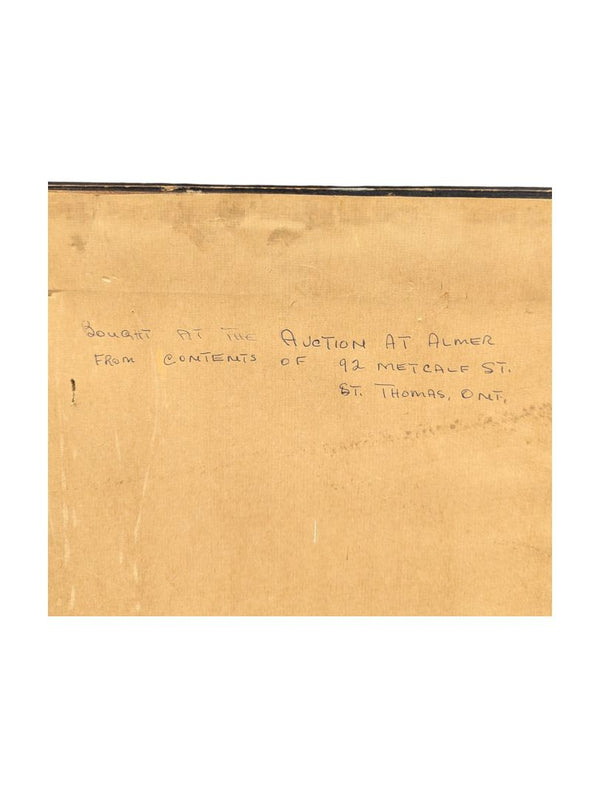 BOUGHT AT THE AUCTION AT ALMER
FROM CONTENTS OF 92 METCALF ST.
ST. THOMAS, ONT.